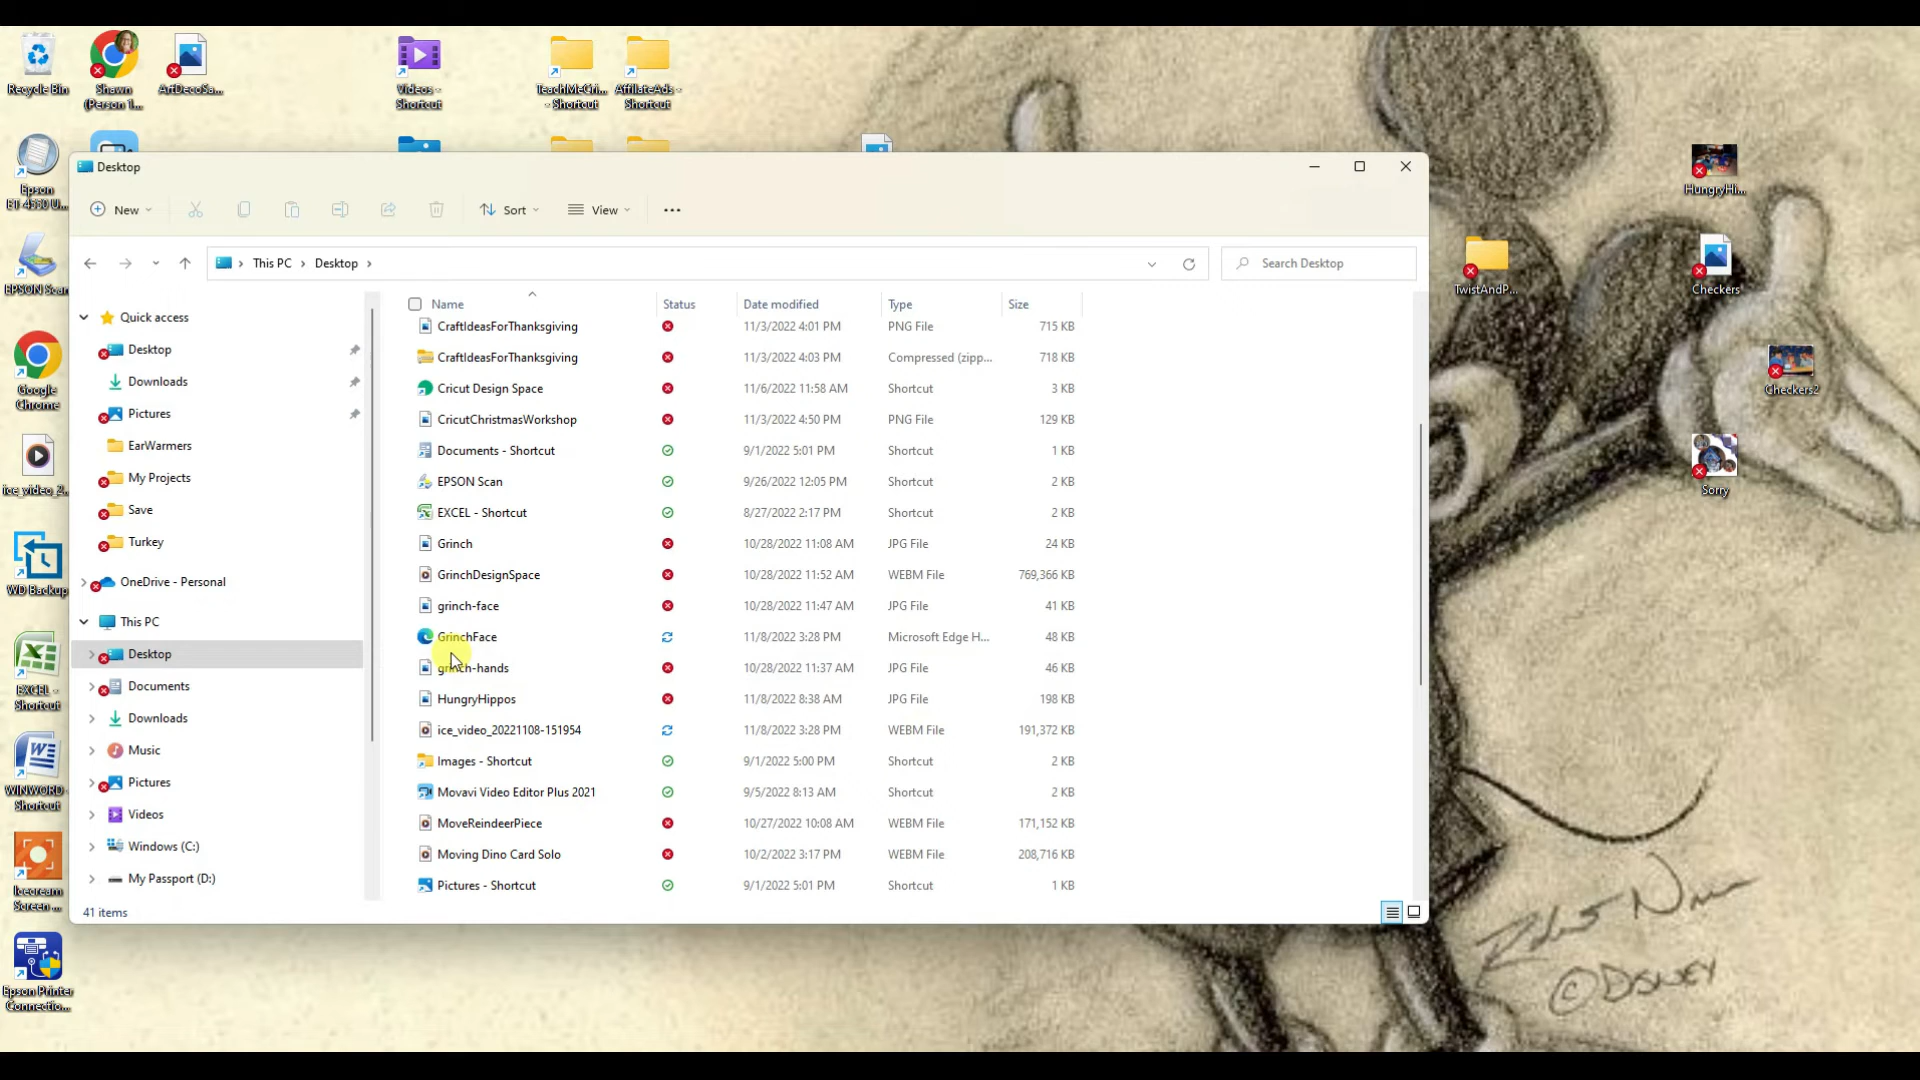 Recycle Bin
Shawn
(Person 1...
ArtDecoSa...
Videos -
Shortcut
TeachMeCri...
- Shortcut
AffiliateAds -
Shortcut
Epson
ET-4550 U...
EPSON Scan
Google
Chrome
ice_video_2...
WD Backup
EXCEL -
Shortcut
WINWORD -
Shortcut
Icecream
Screen ...
Epson Printer
Connectio...
HungryHi...
TwistAndP...
Checkers
Checkers2
Sorry
Desktop
New
Sort
View
This PC > Desktop >
Search Desktop
Quick access
Desktop
Downloads
Pictures
EarWarmers
My Projects
Save
Turkey
OneDrive - Personal
This PC
Desktop
Documents
Downloads
Music
Pictures
Videos
Windows (C:)
My Passport (D:)
Name Status Date modified Type Size
CraftIdeasForThanksgiving 11/3/2022 4:01 PM PNG File 715 KB
CraftIdeasForThanksgiving 11/3/2022 4:03 PM Compressed (zipp... 718 KB
Cricut Design Space 11/6/2022 11:58 AM Shortcut 3 KB
CricutChristmasWorkshop 11/3/2022 4:50 PM PNG File 129 KB
Documents - Shortcut 9/1/2022 5:01 PM Shortcut 1 KB
EPSON Scan 9/26/2022 12:05 PM Shortcut 2 KB
EXCEL - Shortcut 8/27/2022 2:17 PM Shortcut 2 KB
Grinch 10/28/2022 11:08 AM JPG File 24 KB
GrinchDesignSpace 10/28/2022 11:52 AM WEBM File 769,366 KB
grinch-face 10/28/2022 11:47 AM JPG File 41 KB
GrinchFace 11/8/2022 3:28 PM Microsoft Edge H... 48 KB
grinch-hands 10/28/2022 11:37 AM JPG File 46 KB
HungryHippos 11/8/2022 8:38 AM JPG File 198 KB
ice_video_20221108-151954 11/8/2022 3:28 PM WEBM File 191,372 KB
Images - Shortcut 9/1/2022 5:00 PM Shortcut 2 KB
Movavi Video Editor Plus 2021 9/5/2022 8:13 AM Shortcut 2 KB
MoveReindeerPiece 10/27/2022 10:08 AM WEBM File 171,152 KB
Moving Dino Card Solo 10/2/2022 3:17 PM WEBM File 208,716 KB
Pictures - Shortcut 9/1/2022 5:01 PM Shortcut 1 KB
41 items
©DISNEY